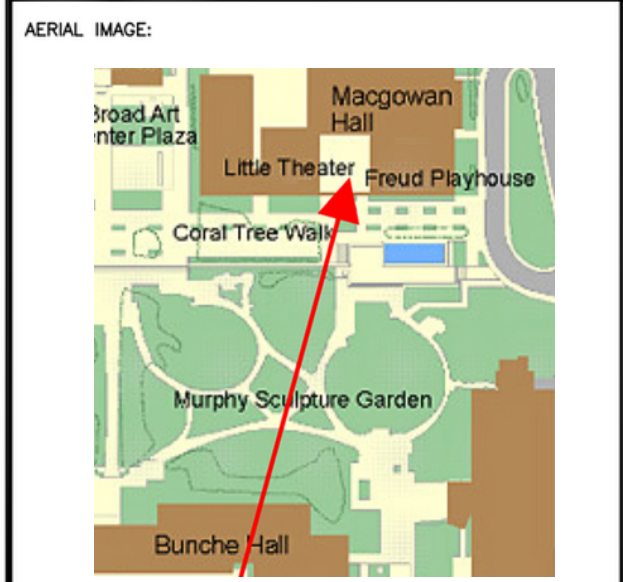 AERIAL IMAGE:
Macgowan
Hall
Broad Art
nter Plaza
Little Theater
Freud Playhouse
Coral Tree Walk
Murphy Sculpture Garden
Bunche Hall